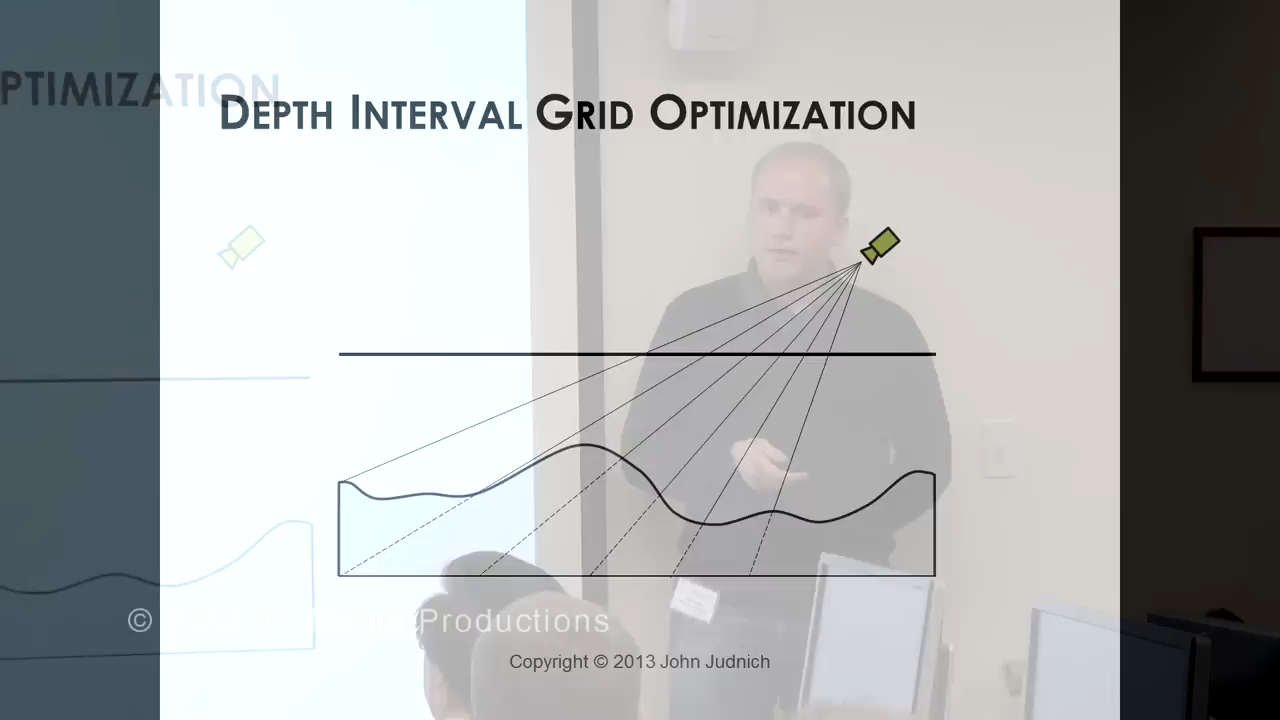 PTIMIZATION
DEPTH INTERVAL GRID OPTIMIZATION
© Productions
Copyright © 2013 John Judnich